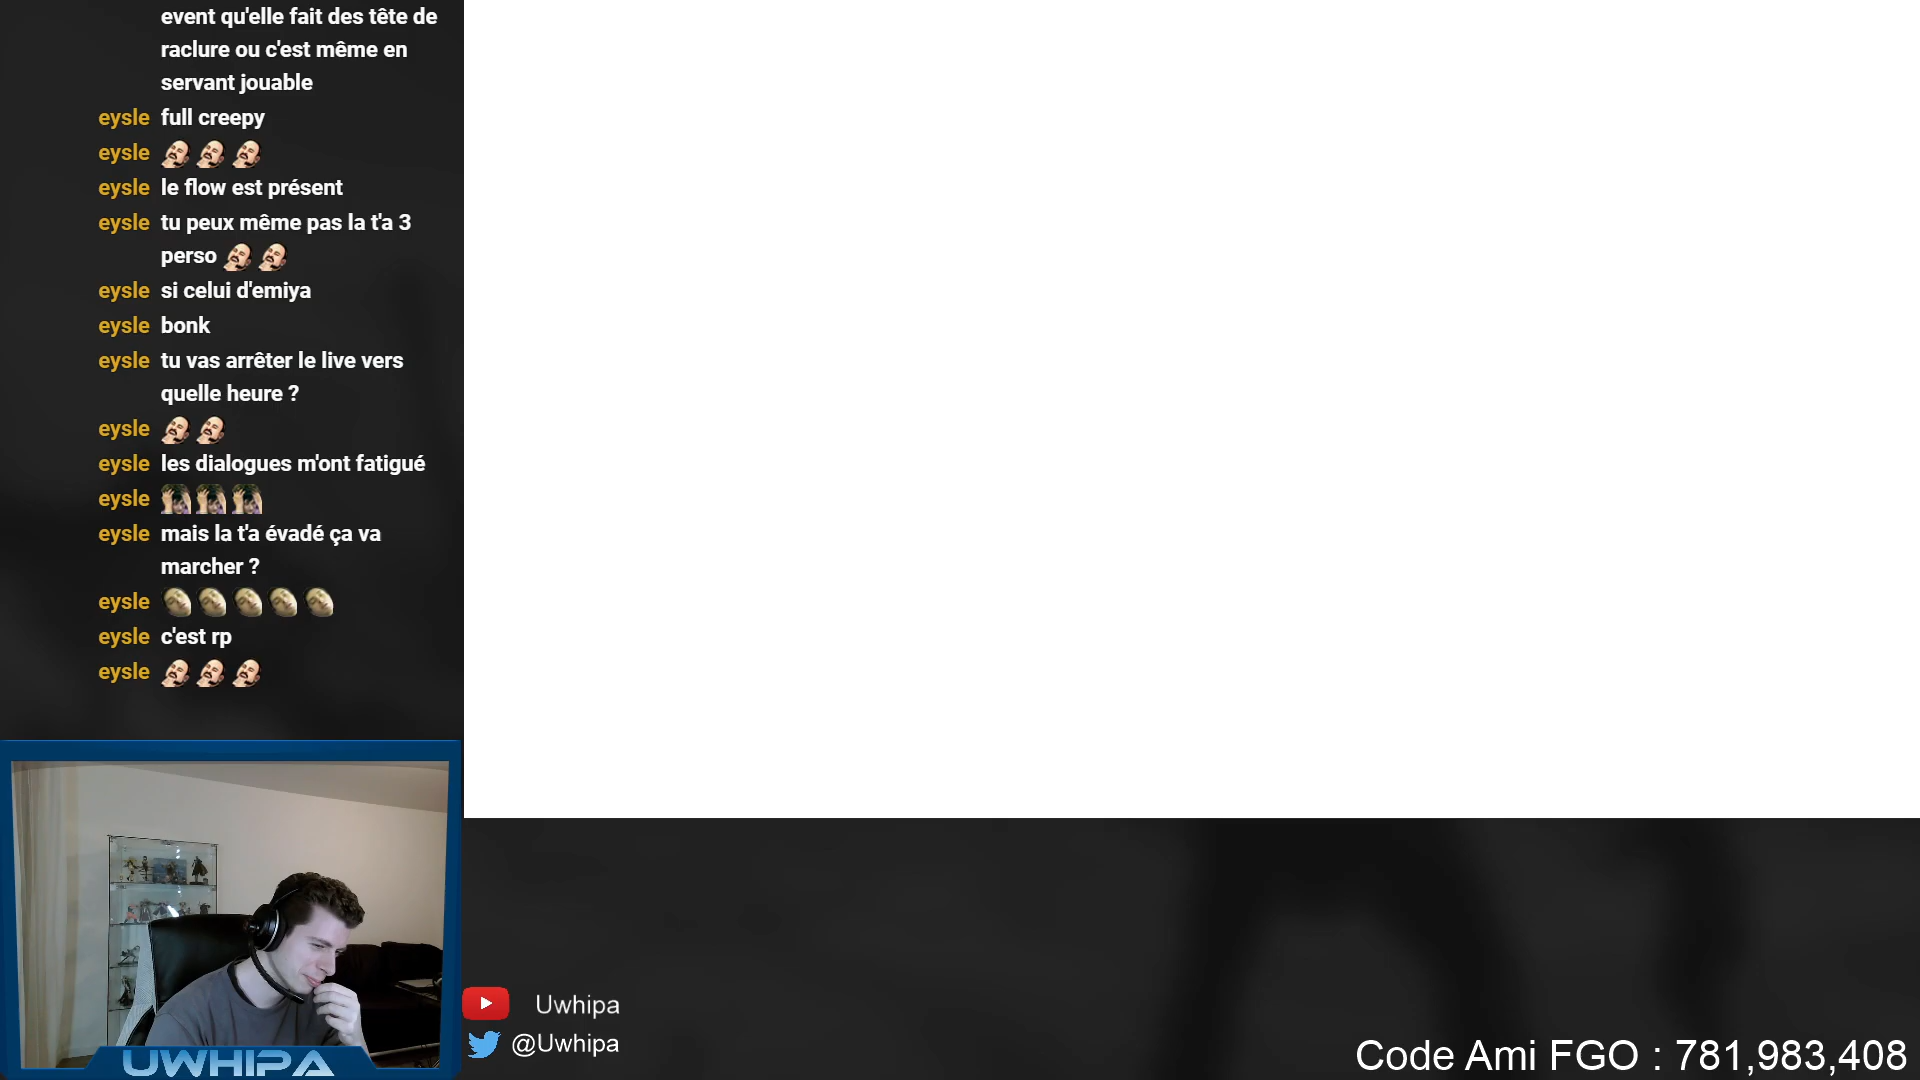 event qu'elle fait des tête de
raclure ou c'est même en
servant jouable
eysle full creepy
eysle
eysle le flow est présent
eysle tu peux même pas la t'a 3
perso
eysle si celui d'emiya
eysle bonk
eysle tu vas arrêter le live vers
quelle heure ?
eysle
eysle les dialogues m'ont fatigué
eysle
eysle mais la t'a évadé ça va
marcher ?
eysle
eysle c'est rp
eysle
UWHIPA
Uwhipa
@Uwhipa
Code Ami FGO : 781,983,408